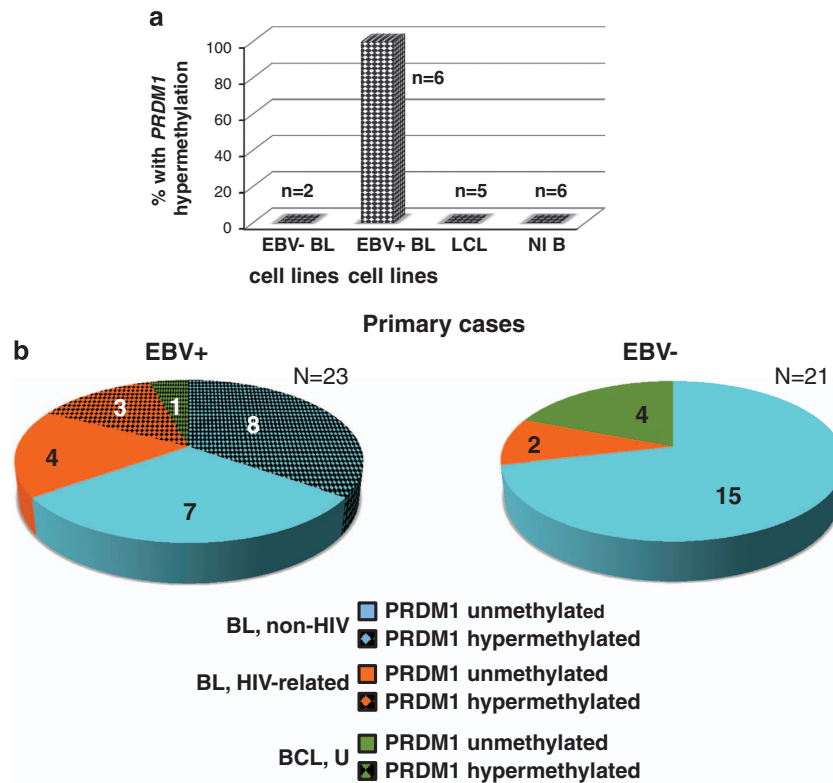 a
% with PRDM1
hypermethylation
100
80
60
40
20
0
n=2
n=6
n=5
n=6
EBV- BL EBV+ BL LCL NI B
cell lines cell lines
Primary cases
b
EBV+
N=23
EBV-
N=21
3
1
8
4
7
4
2
15
BL, non-HIV
PRDM1 unmethylated
PRDM1 hypermethylated
BL, HIV-related
PRDM1 unmethylated
PRDM1 hypermethylated
BCL, U
PRDM1 unmethylated
PRDM1 hypermethylated